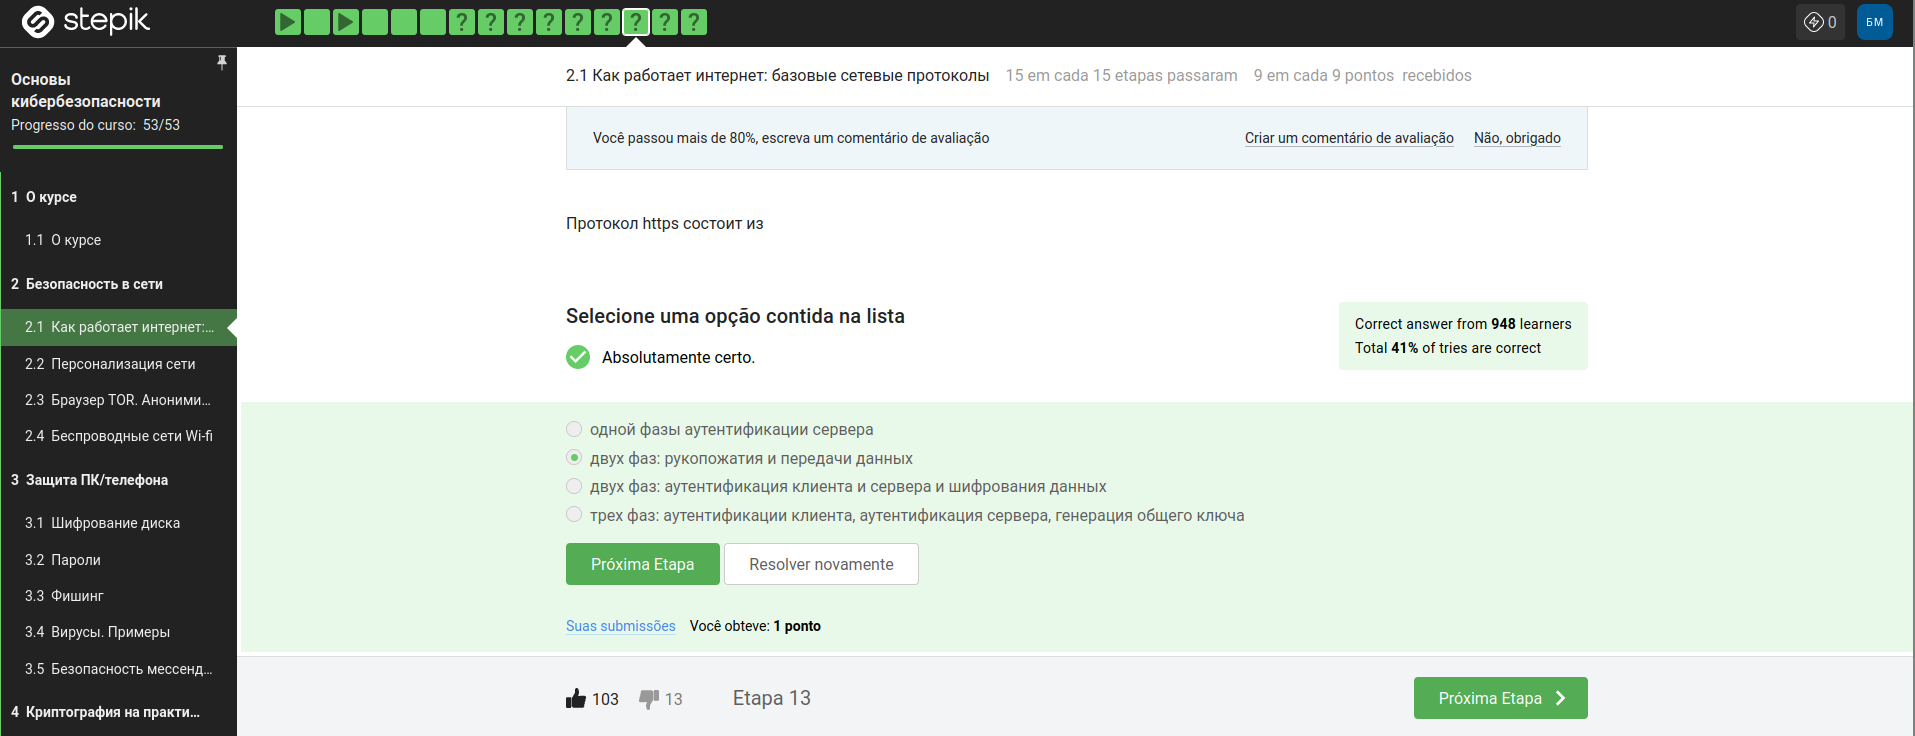 stepik
? ? ? ? ? ? ? ? ?
0
БМ
Основы
кибербезопасности
Progresso do curso: 53/53
1 О курсе
1.1 О курсе
2 Безопасность в сети
2.1 Как работает интернет:...
2.2 Персонализация сети
2.3 Браузер TOR. Аноними...
2.4 Беспроводные сети Wi-fi
3 Защита ПК/телефона
3.1 Шифрование диска
3.2 Пароли
3.3 Фишинг
3.4 Вирусы. Примеры
3.5 Безопасность мессенд...
4 Криптография на практи...
2.1 Как работает интернет: базовые сетевые протоколы 15 em cada 15 etapas passaram 9 em cada 9 pontos recebidos
Você passou mais de 80%, escreva um comentário de avaliação Criar um comentário de avaliação Não, obrigado
Протокол https состоит из
Selecione uma opção contida na lista
Absolutamente certo.
Correct answer from 948 learners
Total 41% of tries are correct
одной фазы аутентификации сервера
двух фаз: рукопожатия и передачи данных
двух фаз: аутентификация клиента и сервера и шифрования данных
трех фаз: аутентификации клиента, аутентификация сервера, генерация общего ключа
Próxima Etapa Resolver novamente
Suas submissões Você obteve: 1 ponto
103 13 Etapa 13 Próxima Etapa